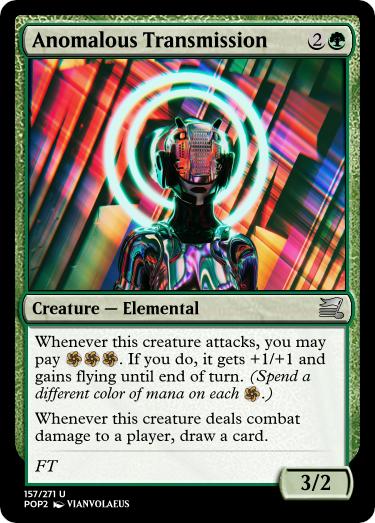 Anomalous Transmission 2
Creature — Elemental
Whenever this creature attacks, you may
pay . If you do, it gets +1/+1 and
gains flying until end of turn. (Spend a
different color of mana on each .)
Whenever this creature deals combat
damage to a player, draw a card.
FT
3/2
157/271 U
POP2 VIANVOLAEUS